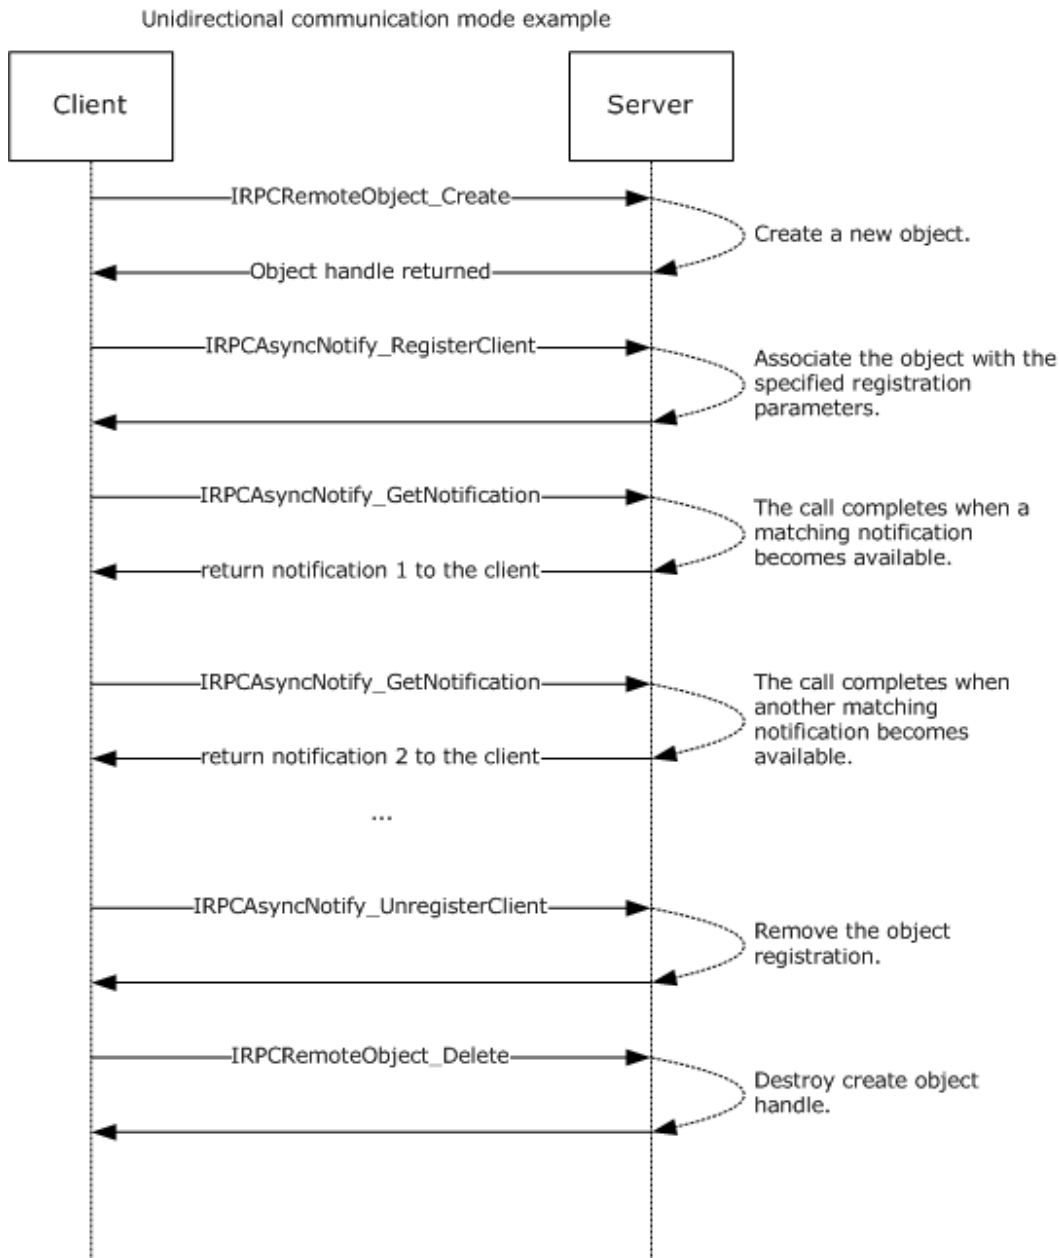 Unidirectional communication mode example
Client
Server
IRPCRemoteObject_Create
Create a new object.
Object handle returned
IRPCAsyncNotify_RegisterClient
Associate the object with the
specified registration
parameters.
IRPCAsyncNotify_GetNotification
The call completes when a
matching notification
becomes available.
return notification 1 to the client
IRPCAsyncNotify_GetNotification
The call completes when
another matching
notification becomes
available.
return notification 2 to the client
...
IRPCAsyncNotify_UnregisterClient
Remove the object
registration.
IRPCRemoteObject_Delete
Destroy create object
handle.